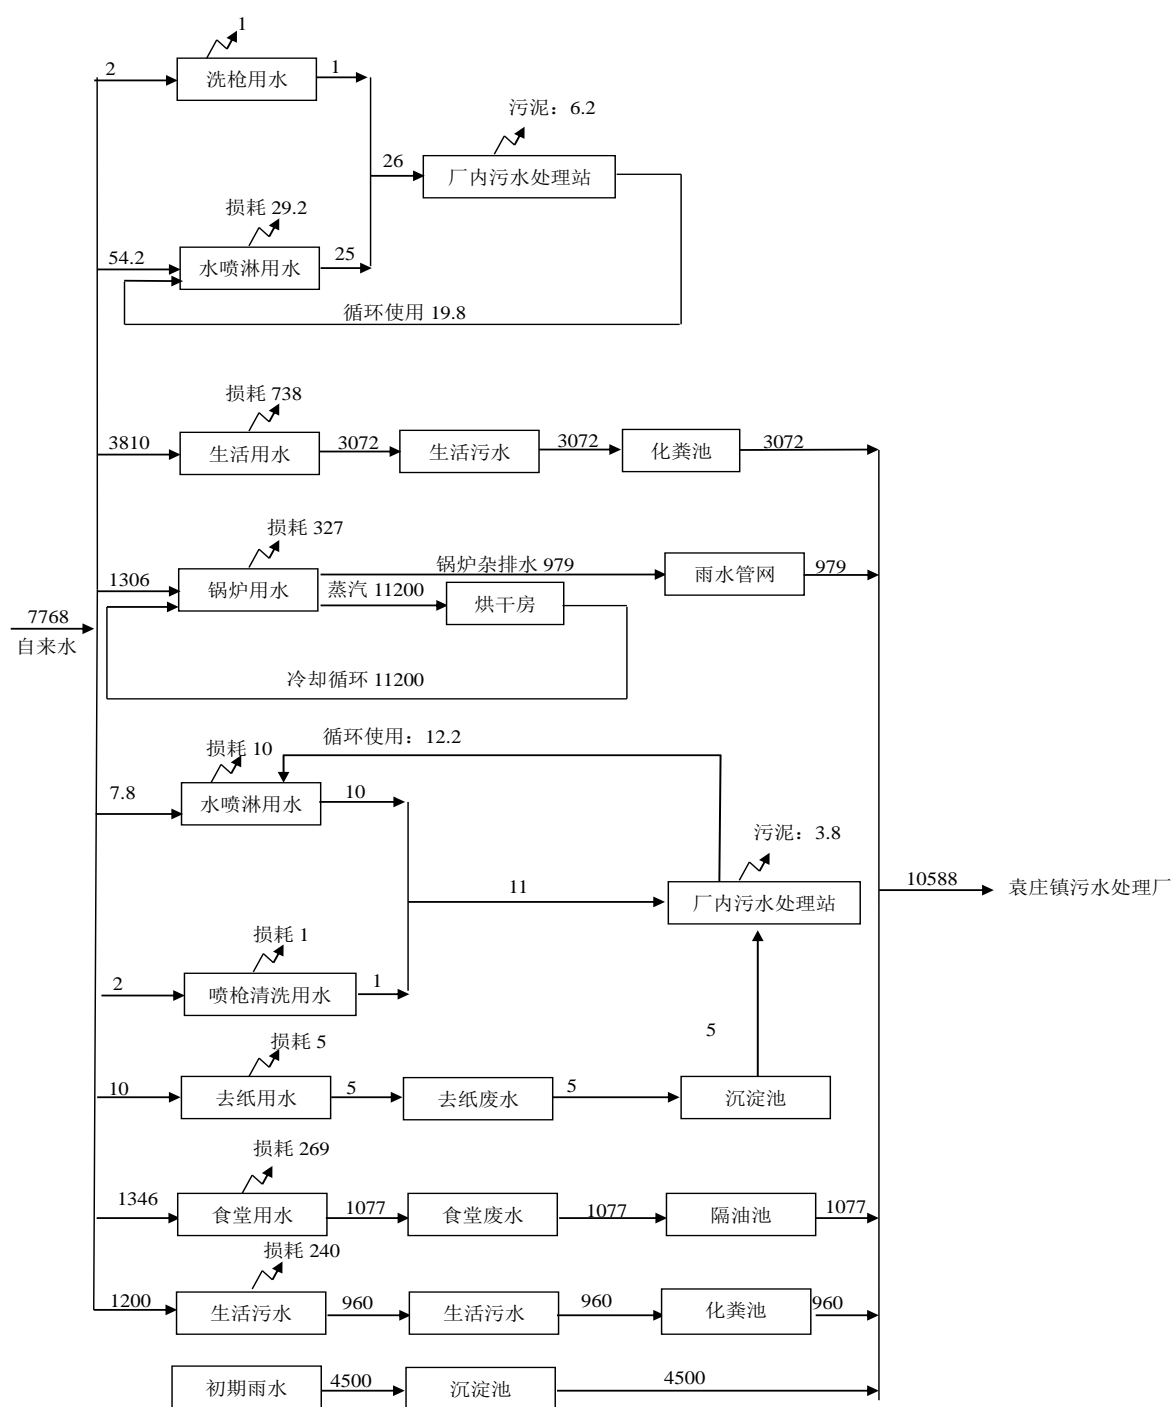 1
2
洗枪用水
1
污泥：6.2
26
厂内污水处理站
损耗 29.2
54.2
水喷淋用水
25
循环使用 19.8
损耗 738
3810
生活用水
3072
生活污水
3072
化粪池
3072
损耗 327
1306
锅炉用水
锅炉杂排水 979
雨水管网
979
蒸汽 11200
烘干房
7768
自来水
冷却循环 11200
循环使用：12.2
损耗 10
7.8
水喷淋用水
10
污泥：3.8
11
厂内污水处理站
10588
袁庄镇污水处理厂
损耗 1
2
喷枪清洗用水
1
5
损耗 5
10
去纸用水
5
去纸废水
5
沉淀池
损耗 269
1346
食堂用水
1077
食堂废水
1077
隔油池
1077
损耗 240
1200
生活污水
960
生活污水
960
化粪池
960
初期雨水
4500
沉淀池
4500